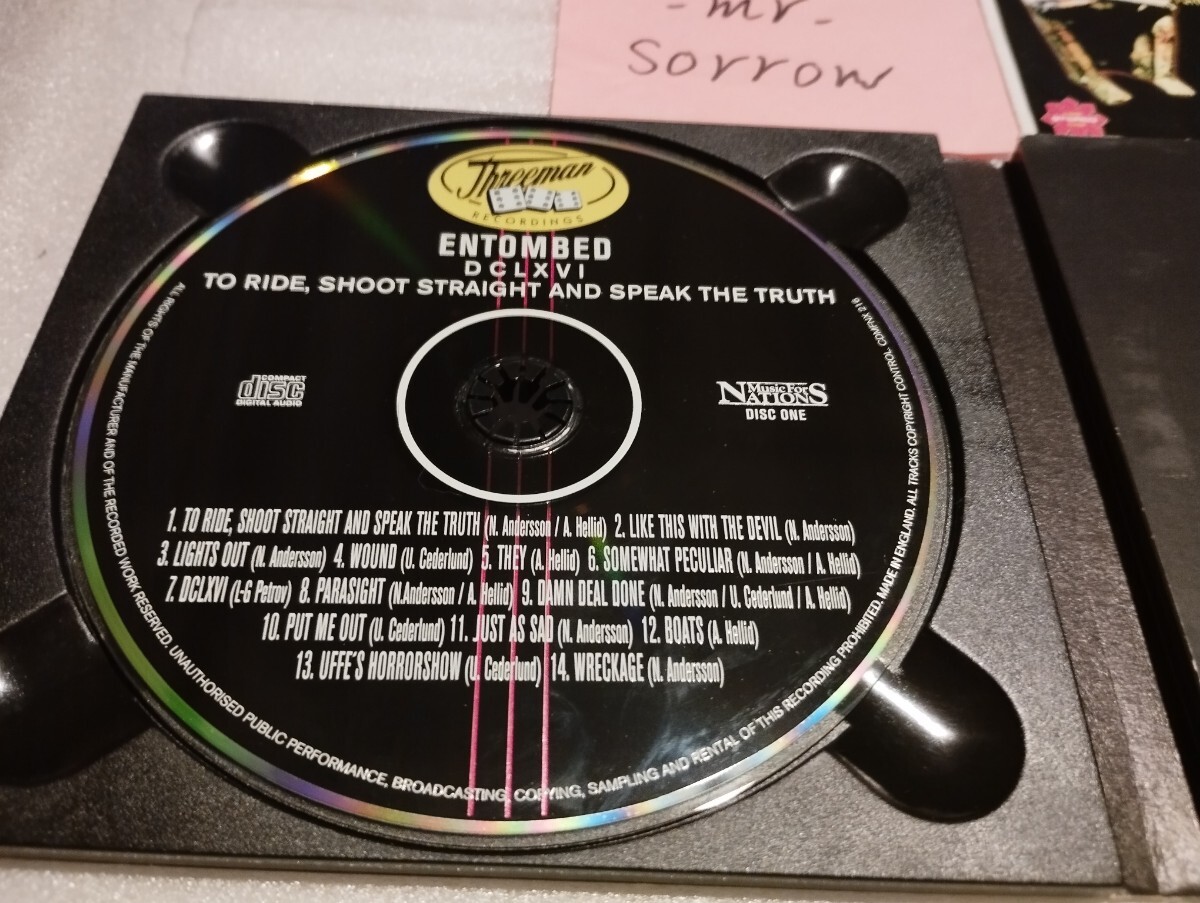 - mr -
sorrow
Threeman
RECORDINGS
ENTOMBED
DCLXVI
TO RIDE, SHOOT STRAIGHT AND SPEAK THE TRUTH
COMPACT
disc
DIGITAL AUDIO
Music For
NATIONS
DISC ONE
1. TO RIDE, SHOOT STRAIGHT AND SPEAK THE TRUTH (N. Andersson / A. Hellid) 2. LIKE THIS WITH THE DEVIL (N. Andersson)
3. LIGHTS OUT (N. Andersson) 4. WOUND (U. Cederlund) 5. THEY (A. Hellid) 6. SOMEWHAT PECULIAR (N. Andersson / A. Hellid)
7. DCLXVI (L-G Petrov) 8. PARASIGHT (N.Andersson / A. Hellid) 9. DAMN DEAL DONE (N. Andersson / U. Cederlund / A. Hellid)
10. PUT ME OUT (U. Cederlund) 11. JUST AS SAD (N. Andersson) 12. BOATS (A. Hellid)
13. UFFE'S HORRORSHOW (U. Cederlund) 14. WRECKAGE (N. Andersson)
ALL RIGHTS OF THE MANUFACTURER AND OF THE RECORDED WORK RESERVED. UNAUTHORISED PUBLIC PERFORMANCE, BROADCASTING, COPYING, SAMPLING AND RENTAL OF THIS RECORDING PROHIBITED. MADE IN ENGLAND. ALL TRACKS COPYRIGHT CONTROL. COMFNX 216